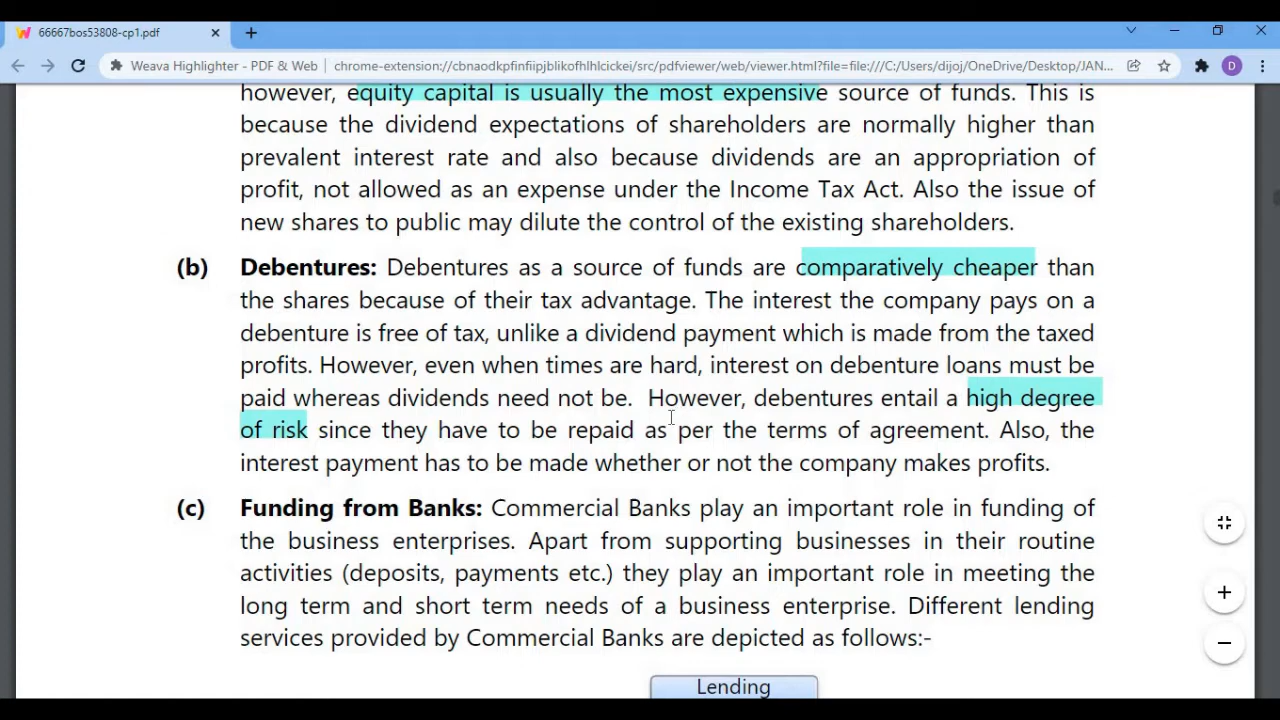 66667bos53808-cp1.pdf
Weava Highlighter - PDF & Web | chrome-extension://cbnaodkpfinfiipjblikofhlhlcickei/src/pdfviewer/web/viewer.html?file=file:///C:/Users/dijoj/OneDrive/Desktop/JAN... D
however, equity capital is usually the most expensive source of funds. This is
because the dividend expectations of shareholders are normally higher than
prevalent interest rate and also because dividends are an appropriation of
profit, not allowed as an expense under the Income Tax Act. Also the issue of
new shares to public may dilute the control of the existing shareholders.
(b) Debentures: Debentures as a source of funds are comparatively cheaper than
the shares because of their tax advantage. The interest the company pays on a
debenture is free of tax, unlike a dividend payment which is made from the taxed
profits. However, even when times are hard, interest on debenture loans must be
paid whereas dividends need not be. However, debentures entail a high degree
of risk since they have to be repaid as per the terms of agreement. Also, the
interest payment has to be made whether or not the company makes profits.
(c) Funding from Banks: Commercial Banks play an important role in funding of
the business enterprises. Apart from supporting businesses in their routine
activities (deposits, payments etc.) they play an important role in meeting the
long term and short term needs of a business enterprise. Different lending
services provided by Commercial Banks are depicted as follows:-
Lending